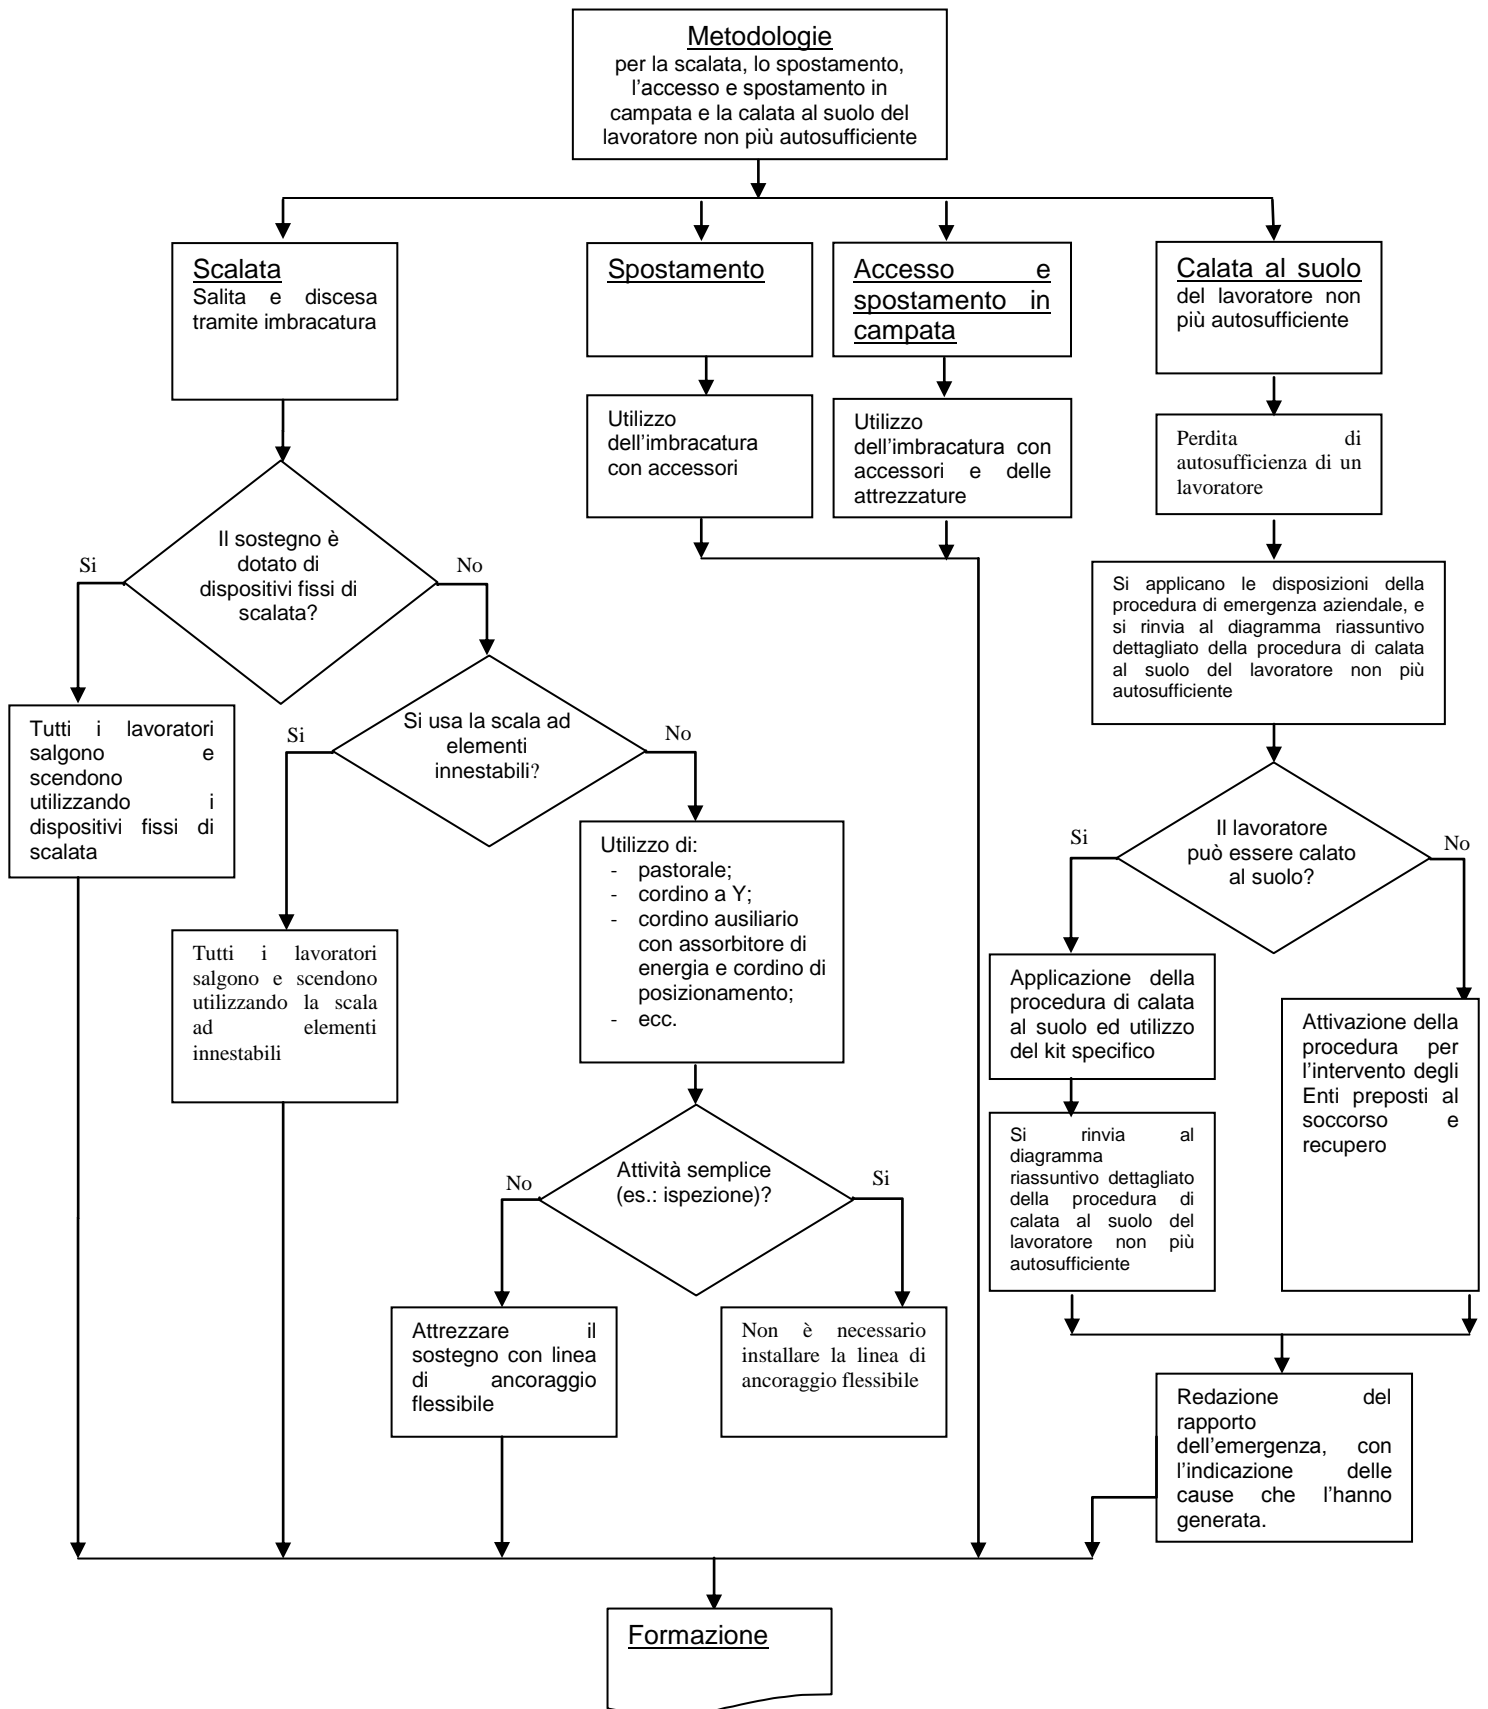 Metodologie
per la scalata, lo spostamento,
l'accesso e spostamento in
campata e la calata al suolo del
lavoratore non più autosufficiente
Scalata
Salita e discesa
tramite imbracatura
Spostamento
Accesso e
spostamento in
campata
Calata al suolo
del lavoratore non
più autosufficiente
Utilizzo
dell'imbracatura
con accessori
Utilizzo
dell'imbracatura con
accessori e delle
attrezzature
Perdita di
autosufficienza di un
lavoratore
Il sostegno è
dotato di
dispositivi fissi di
scalata?
Si
No
Si applicano le disposizioni della
procedura di emergenza aziendale, e
si rinvia al diagramma riassuntivo
dettagliato della procedura di calata
al suolo del lavoratore non più
autosufficiente
Tutti i lavoratori
salgono e
scendono
utilizzando i
dispositivi fissi di
scalata
Si usa la scala ad
elementi
innestabili?
Si
No
Utilizzo di:
- pastorale;
- cordino a Y;
- cordino ausiliario
con assorbitore di
energia e cordino di
posizionamento;
- ecc.
Il lavoratore
può essere calato
al suolo?
Si
No
Tutti i lavoratori
salgono e scendono
utilizzando la scala
ad elementi
innestabili
Applicazione della
procedura di calata
al suolo ed utilizzo
del kit specifico
Attivazione della
procedura per
l'intervento degli
Enti preposti al
soccorso e
recupero
Si rinvia al
diagramma
riassuntivo dettagliato
della procedura di
calata al suolo del
lavoratore non più
autosufficiente
Attività semplice
(es.: ispezione)?
No
Si
Attrezzare il
sostegno con linea
di ancoraggio
flessibile
Non è necessario
installare la linea di
ancoraggio flessibile
Redazione del
rapporto
dell'emergenza, con
l'indicazione delle
cause che l'hanno
generata.
Formazione